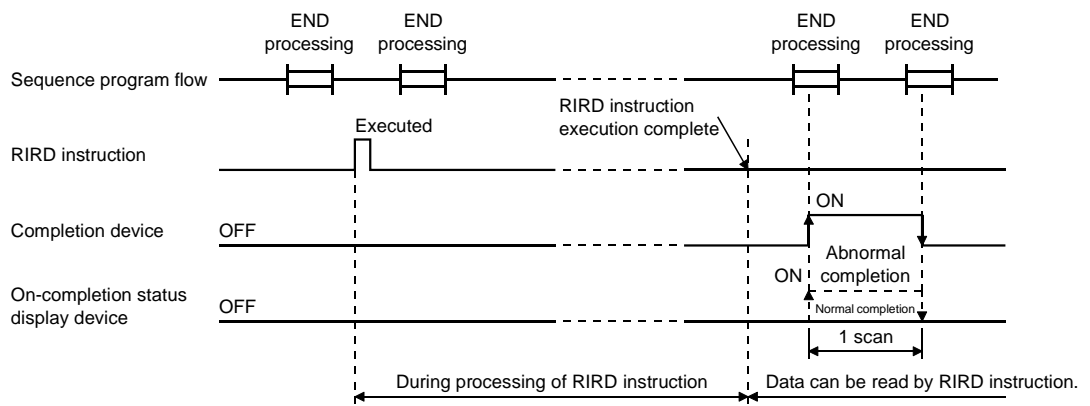 END
processing
END
processing
END
processing
END
processing
Sequence program flow
RIRD instruction
execution complete
Executed
RIRD instruction
ON
Completion device
OFF
Abnormal
completion
ON
On-completion status
display device
OFF
Normal completion
1 scan
During processing of RIRD instruction
Data can be read by RIRD instruction.